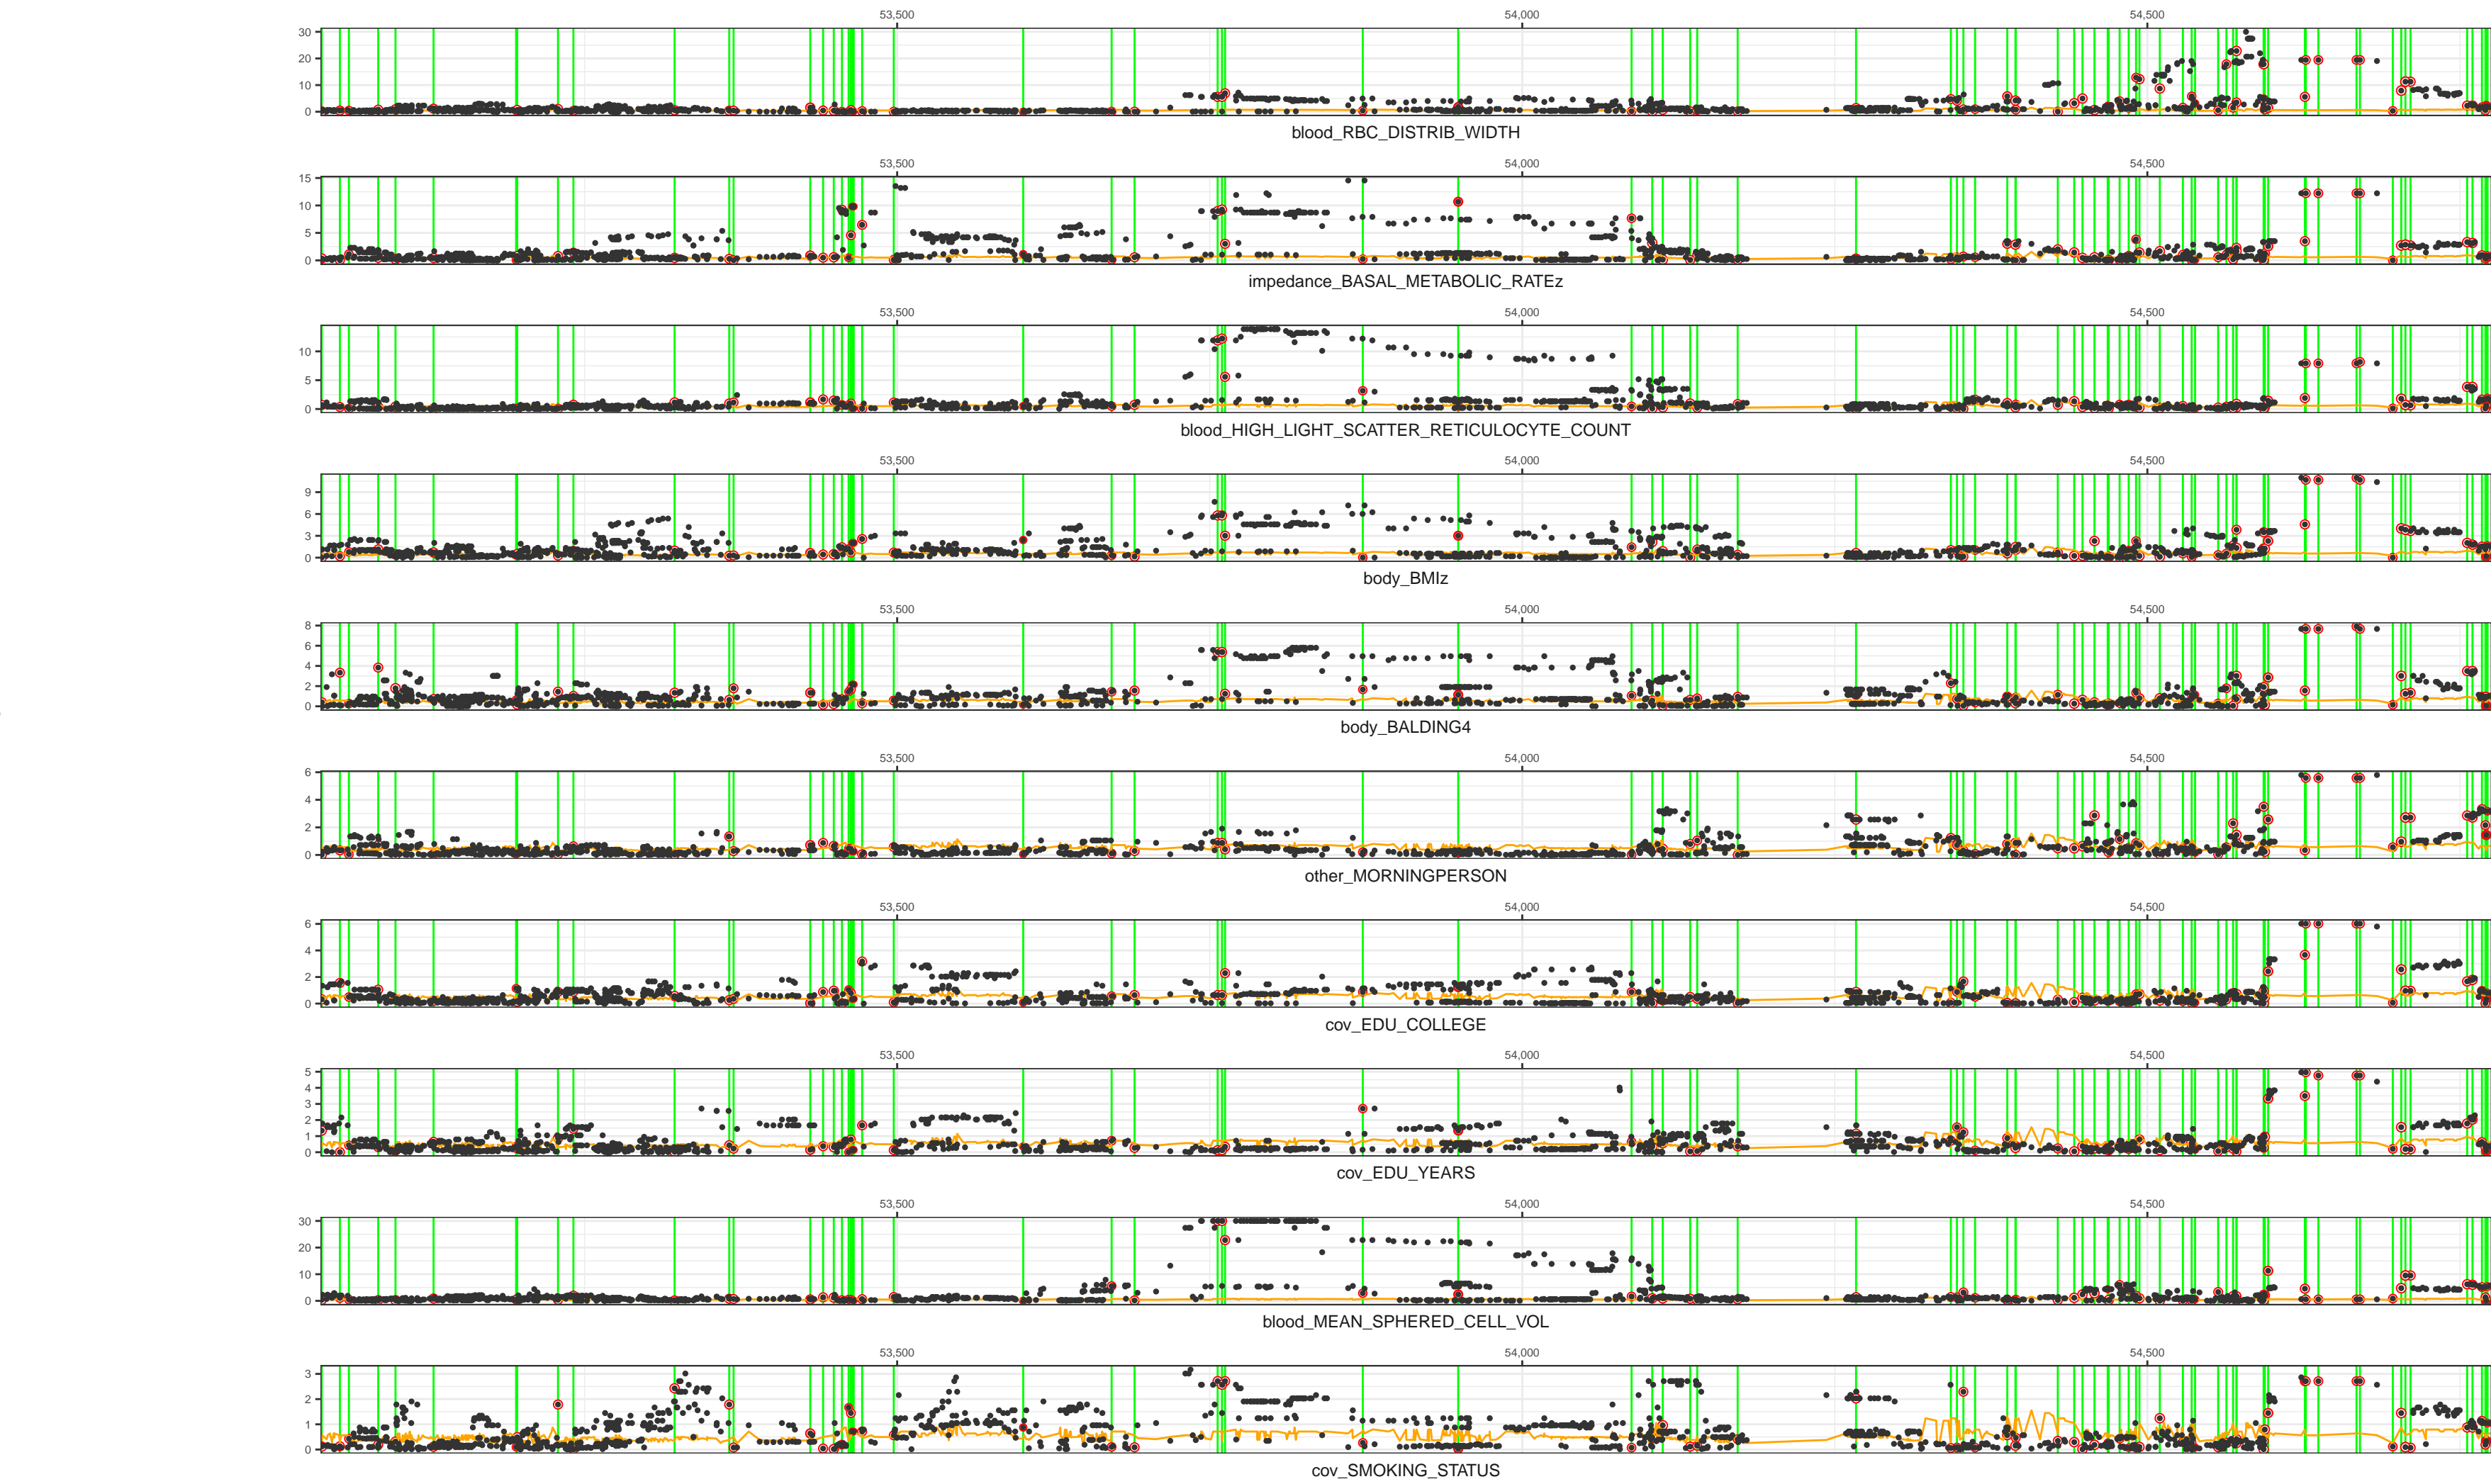 53,500 54,000 54,500
30
20
10
0
blood_RBC_DISTRIB_WIDTH
53,500 54,000 54,500
15
10
5
0
impedance_BASAL_METABOLIC_RATEz
53,500 54,000 54,500
10
5
0
blood_HIGH_LIGHT_SCATTER_RETICULOCYTE_COUNT
53,500 54,000 54,500
9
6
3
0
body_BMIz
53,500 54,000 54,500
8
6
4
2
0
body_BALDING4
53,500 54,000 54,500
6
4
2
0
other_MORNINGPERSON
53,500 54,000 54,500
6
4
2
0
cov_EDU_COLLEGE
53,500 54,000 54,500
5
4
3
2
1
0
cov_EDU_YEARS
53,500 54,000 54,500
30
20
10
0
blood_MEAN_SPHERED_CELL_VOL
53,500 54,000 54,500
3
2
1
0
cov_SMOKING_STATUS